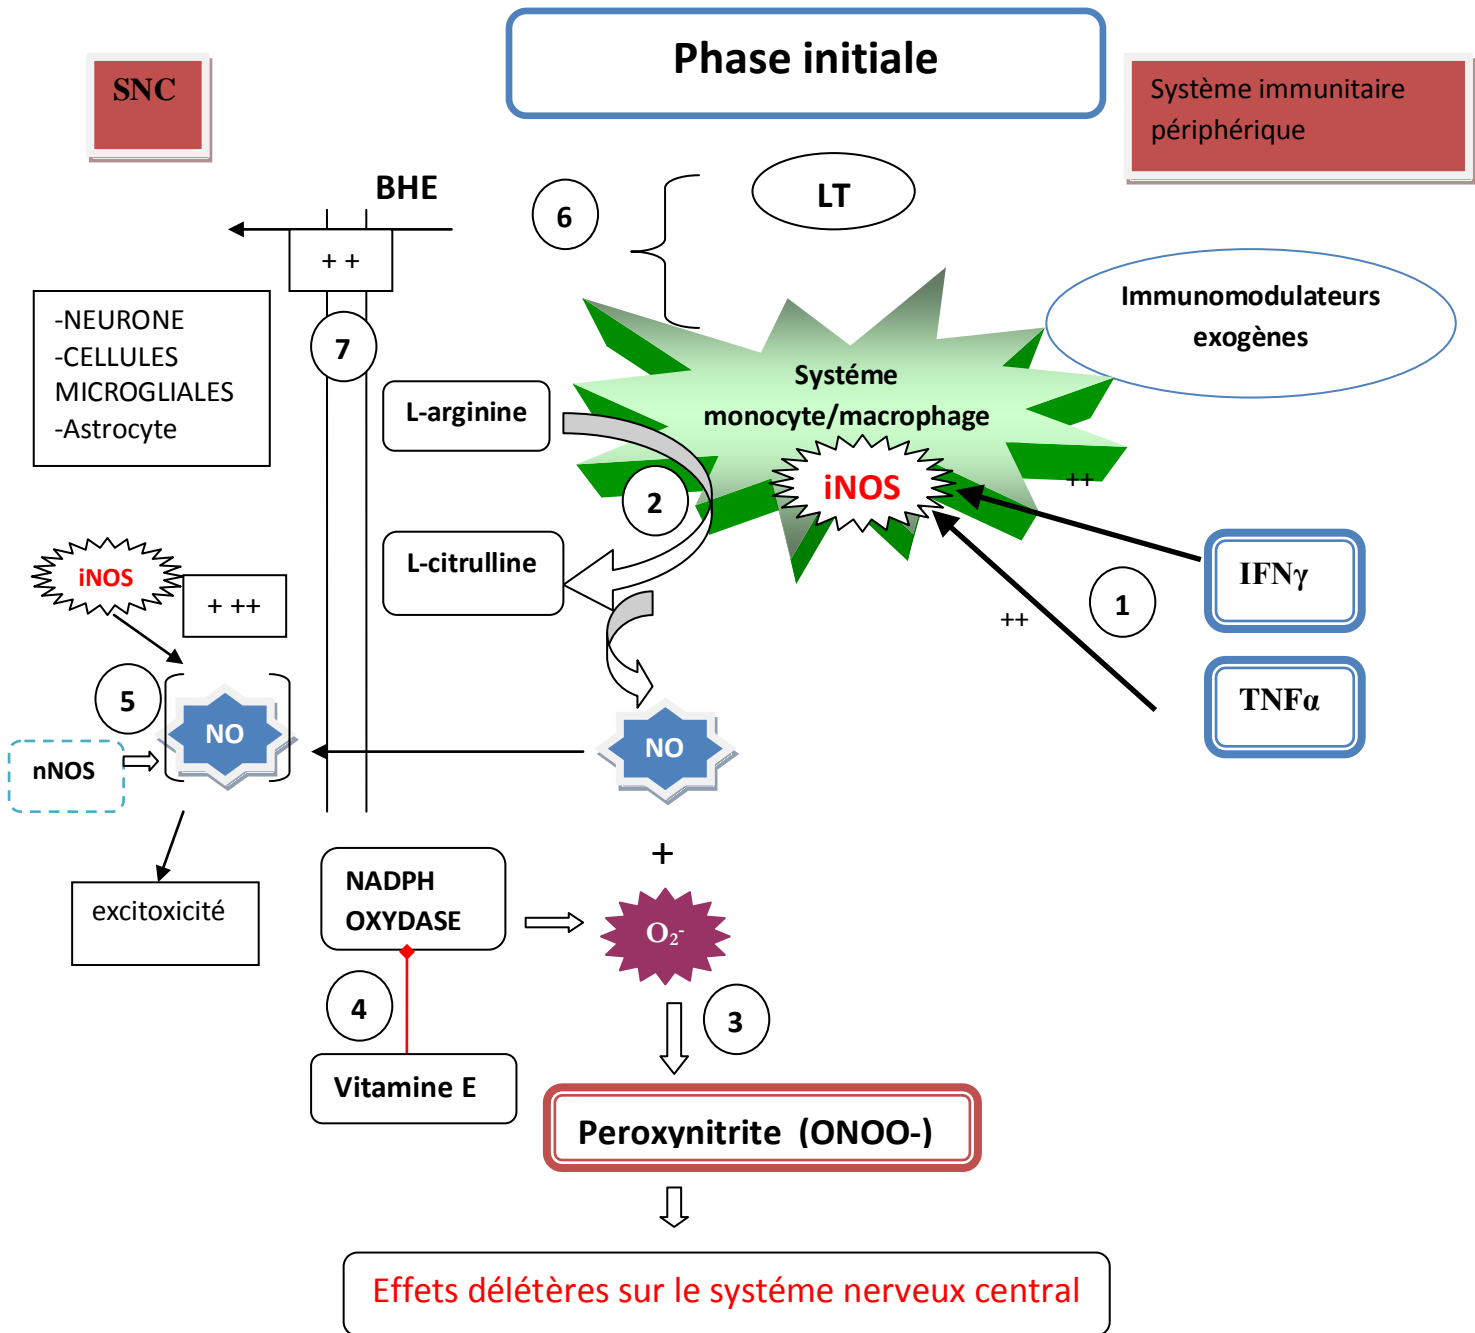 Phase initiale
SNC
Système immunitaire
périphérique
BHE
6
LT
+ +
Immunomodulateurs
exogènes
-NEURONE
-CELLULES
MICROGLIALES
-Astrocyte
7
Systéme
monocyte/macrophage
L-arginine
iNOS
++
2
L-citrulline
IFNγ
iNOS
+ ++
1
++
5
TNFα
NO
NO
nNOS
+
excitoxicité
NADPH
OXYDASE
O₂⁻
4
3
Vitamine E
Peroxynitrite (ONOO-)
Effets délétères sur le systéme nerveux central